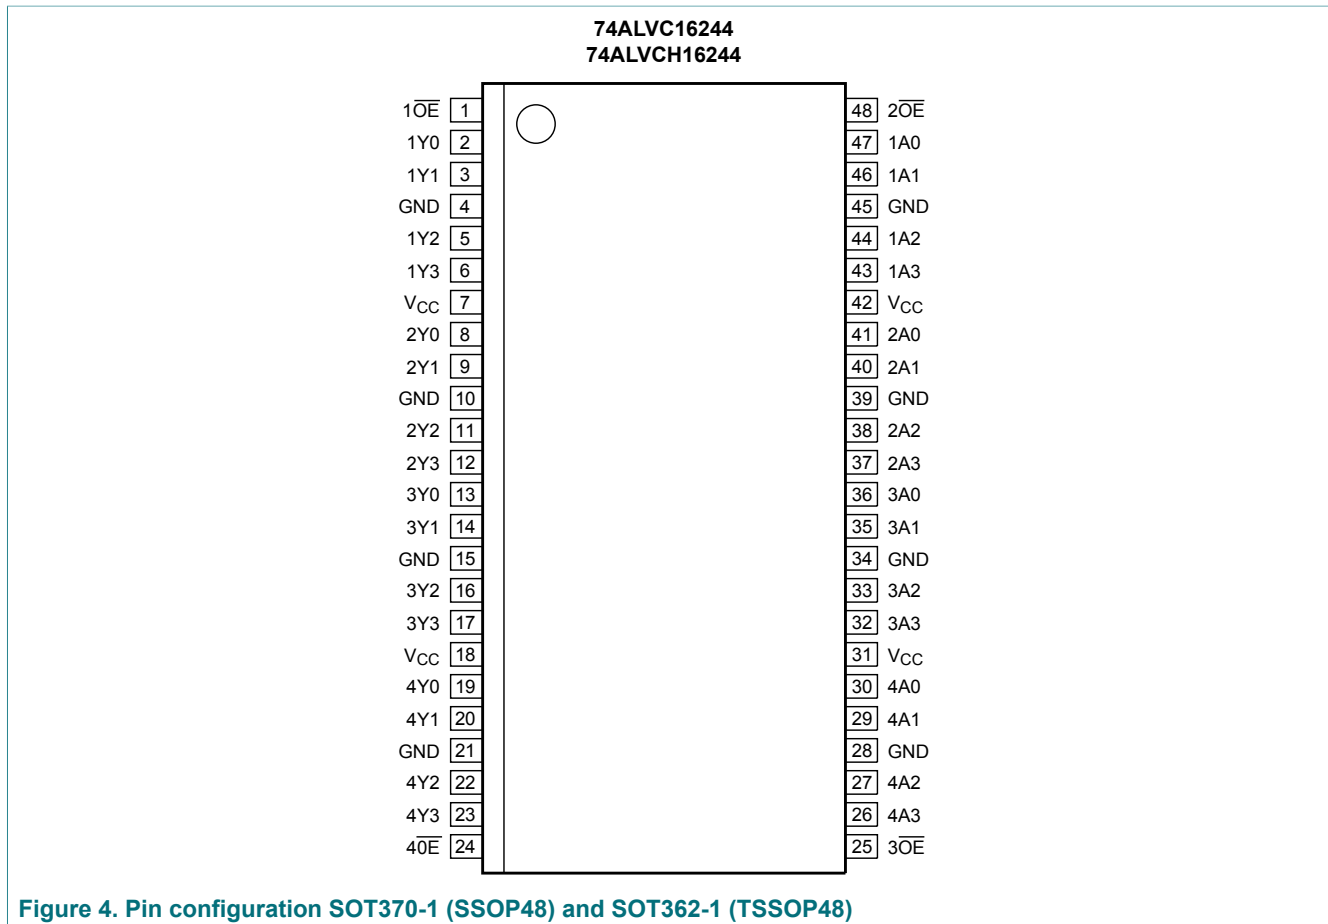 74ALVC16244
74ALVCH16244
1O̅E̅ 1 48 2O̅E̅
1Y0 2 47 1A0
1Y1 3 46 1A1
GND 4 45 GND
1Y2 5 44 1A2
1Y3 6 43 1A3
VCC 7 42 VCC
2Y0 8 41 2A0
2Y1 9 40 2A1
GND 10 39 GND
2Y2 11 38 2A2
2Y3 12 37 2A3
3Y0 13 36 3A0
3Y1 14 35 3A1
GND 15 34 GND
3Y2 16 33 3A2
3Y3 17 32 3A3
VCC 18 31 VCC
4Y0 19 30 4A0
4Y1 20 29 4A1
GND 21 28 GND
4Y2 22 27 4A2
4Y3 23 26 4A3
4O̅E̅ 24 25 3O̅E̅
Figure 4. Pin configuration SOT370-1 (SSOP48) and SOT362-1 (TSSOP48)